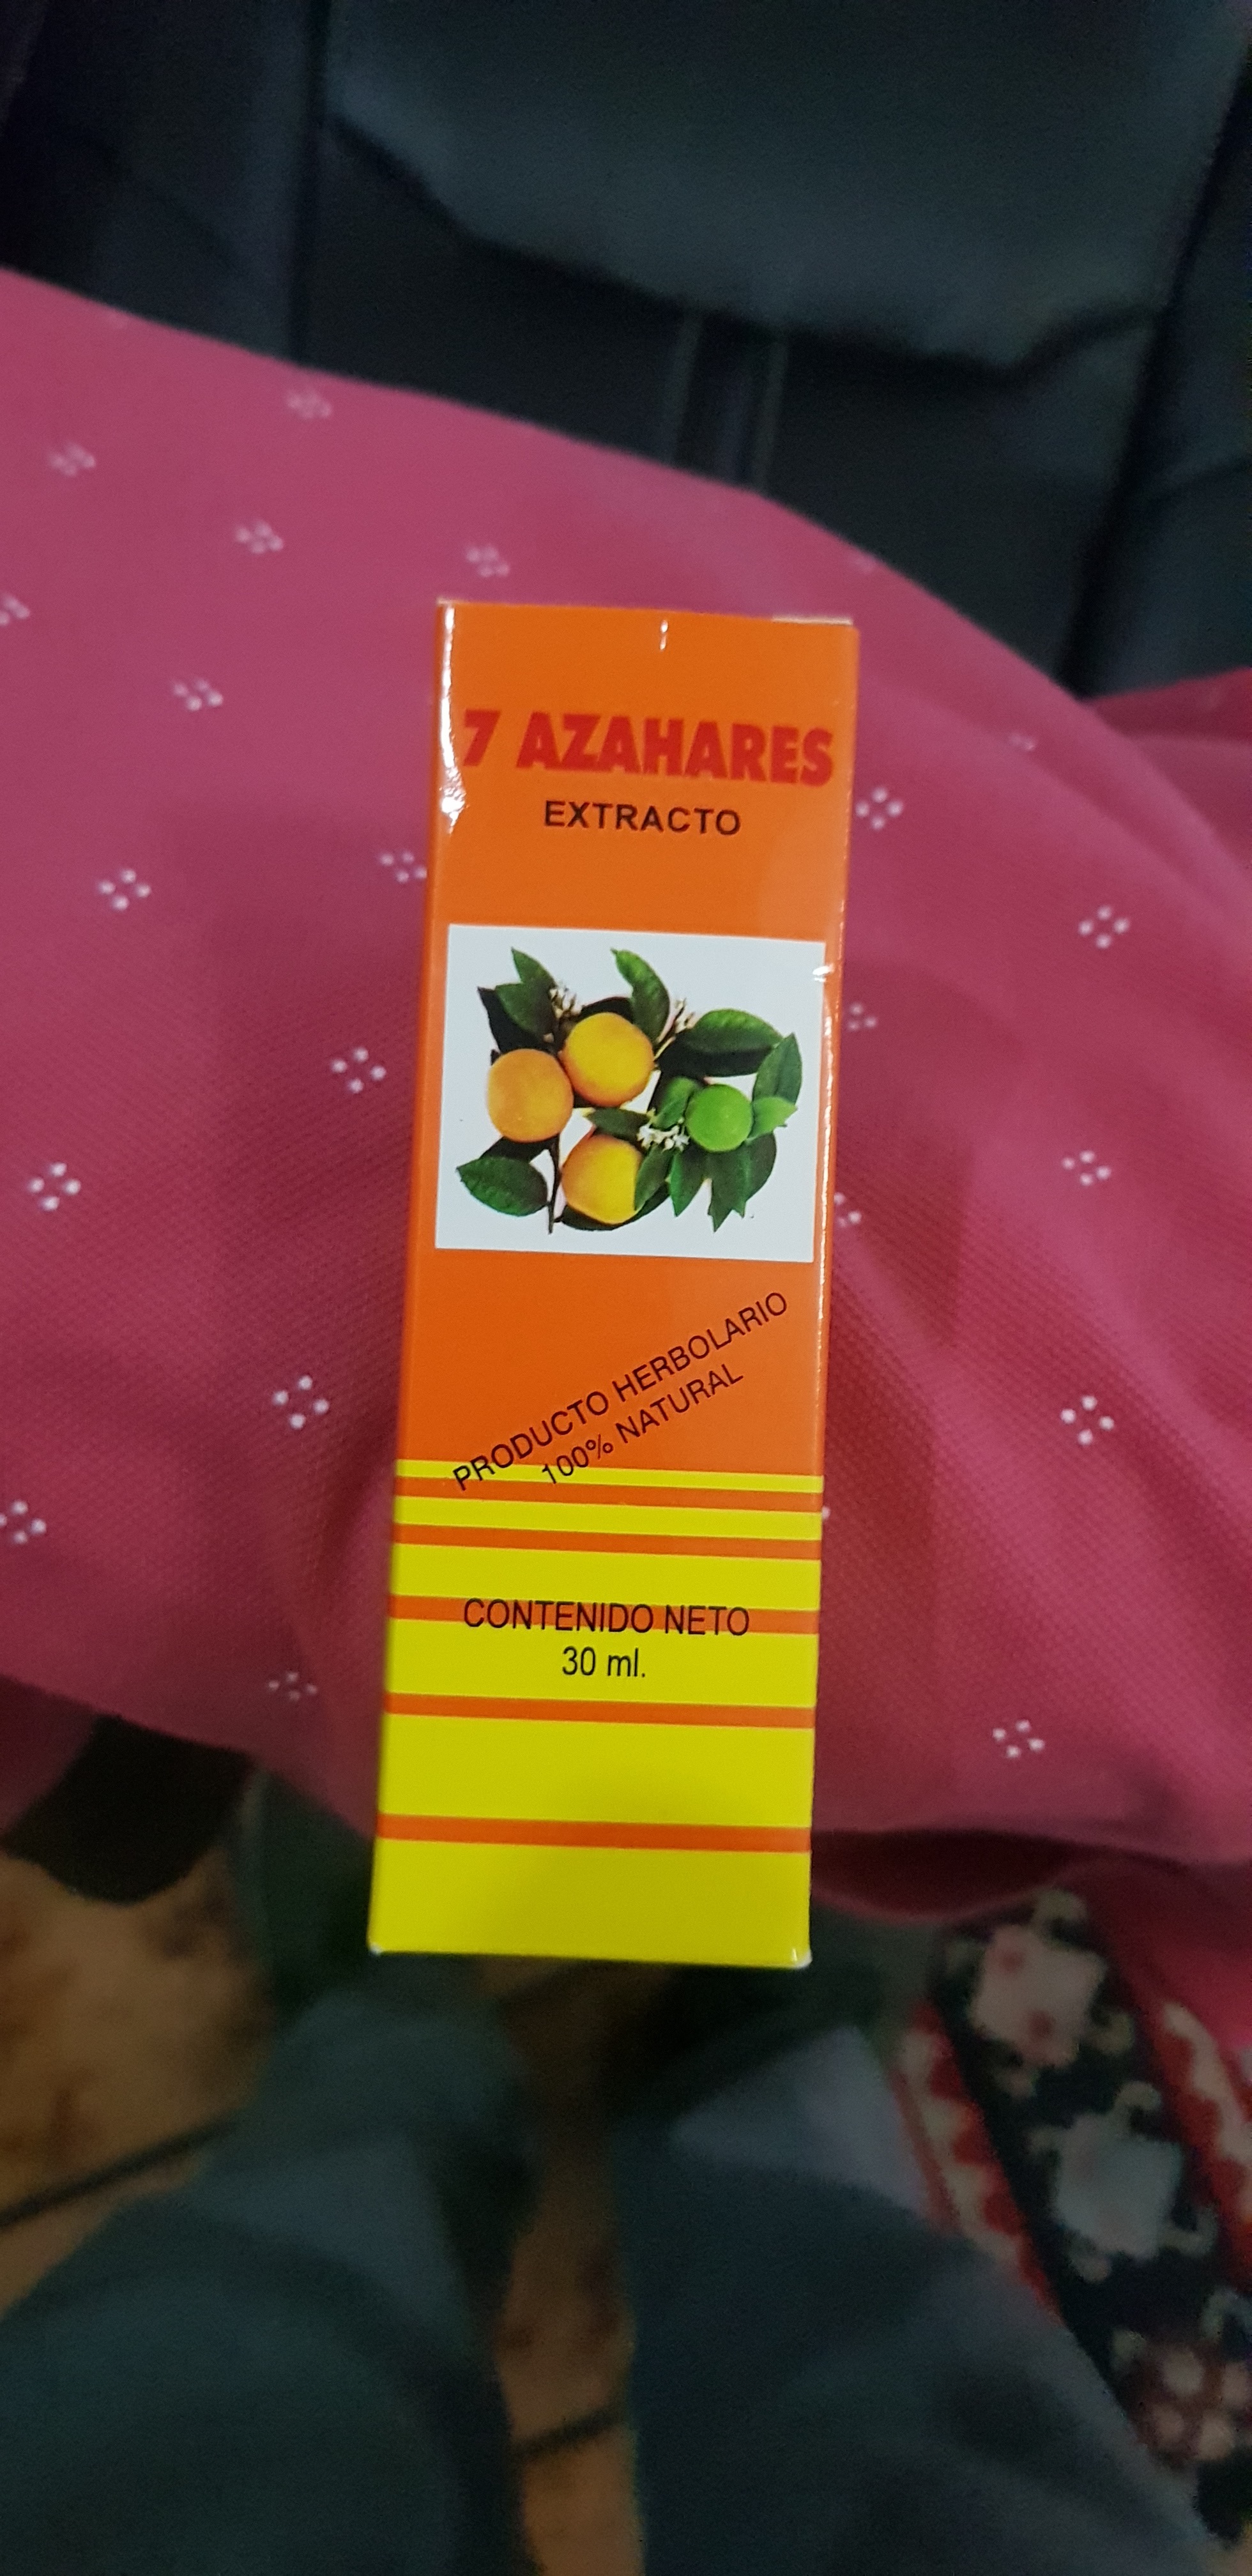 7 AZAHARES
EXTRACTO
PRODUCTO HERBOLARIO
100% NATURAL
CONTENIDO NETO
30 ml.